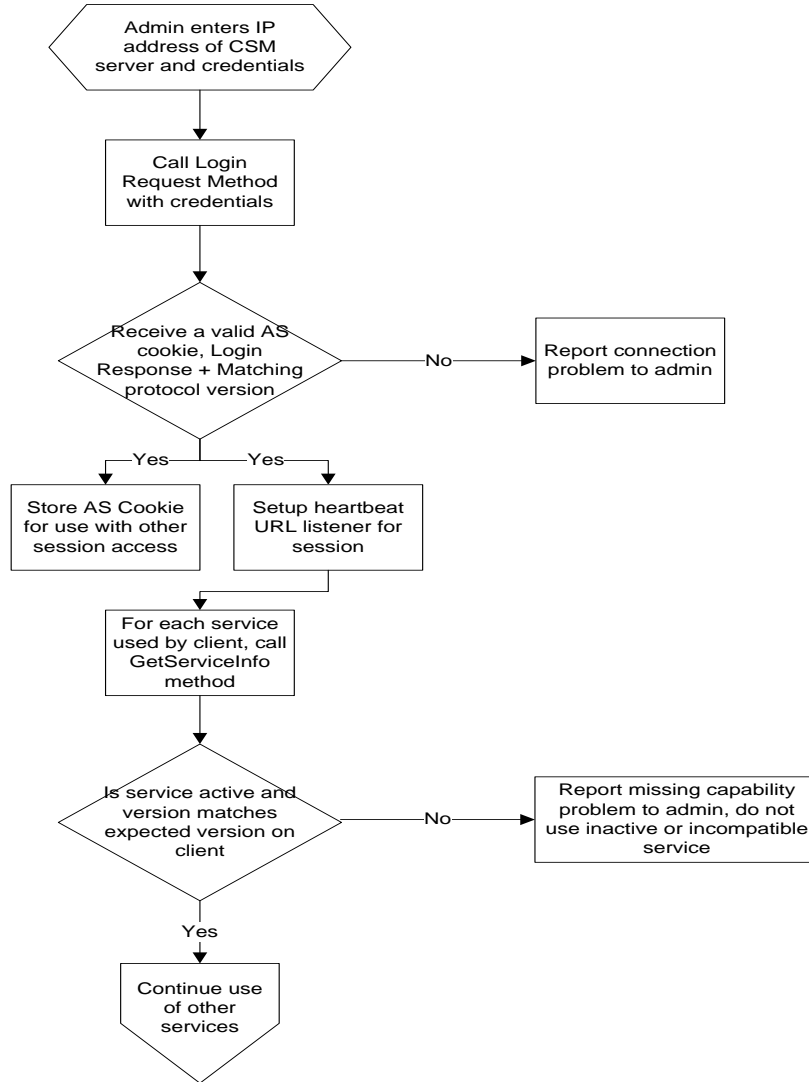 Admin enters IP
address of CSM
server and credentials
Call Login
Request Method
with credentials
Receive a valid AS
cookie, Login
Response + Matching
protocol version
No
Report connection
problem to admin
Yes
Yes
Store AS Cookie
for use with other
session access
Setup heartbeat
URL listener for
session
For each service
used by client, call
GetServiceInfo
method
Is service active and
version matches
expected version on
client
No
Report missing capability
problem to admin, do not
use inactive or incompatible
service
Yes
Continue use
of other
services